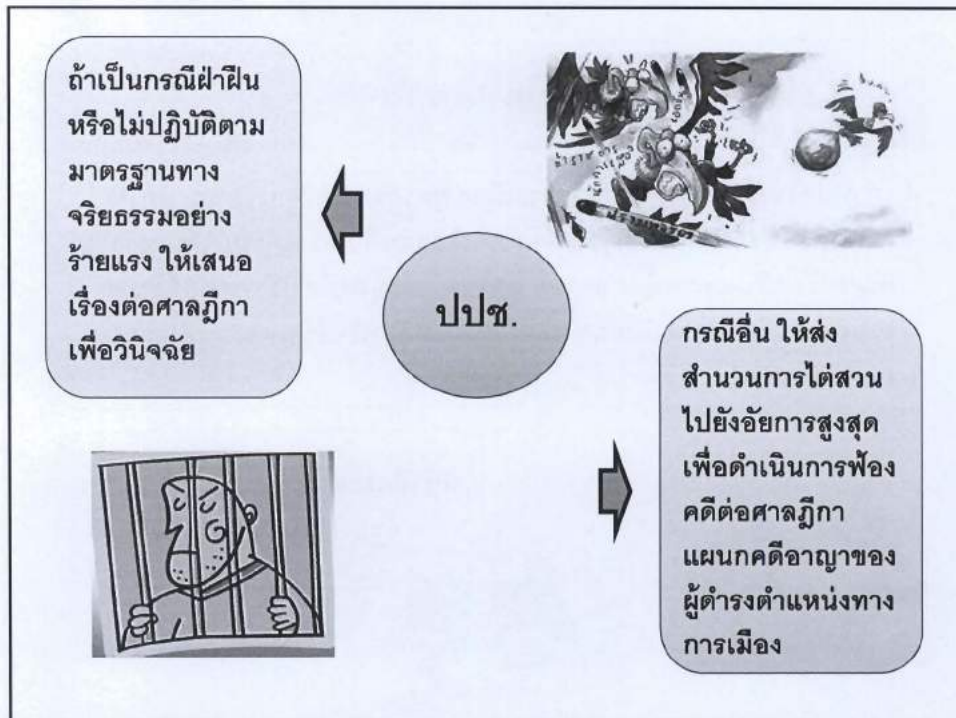 ถ้าเป็นกรณีฝ่าฝืน
หรือไม่ปฏิบัติตาม
มาตรฐานทาง
จริยธรรมอย่าง
ร้ายแรง ให้เสนอ
เรื่องต่อศาลฎีกา
เพื่อวินิจฉัย
ปปช.
กรณีอื่น ให้ส่ง
สำนวนการไต่สวน
ไปยังอัยการสูงสุด
เพื่อดำเนินการฟ้อง
คดีต่อศาลฎีกา
แผนกคดีอาญาของ
ผู้ดำรงตำแหน่งทาง
การเมือง